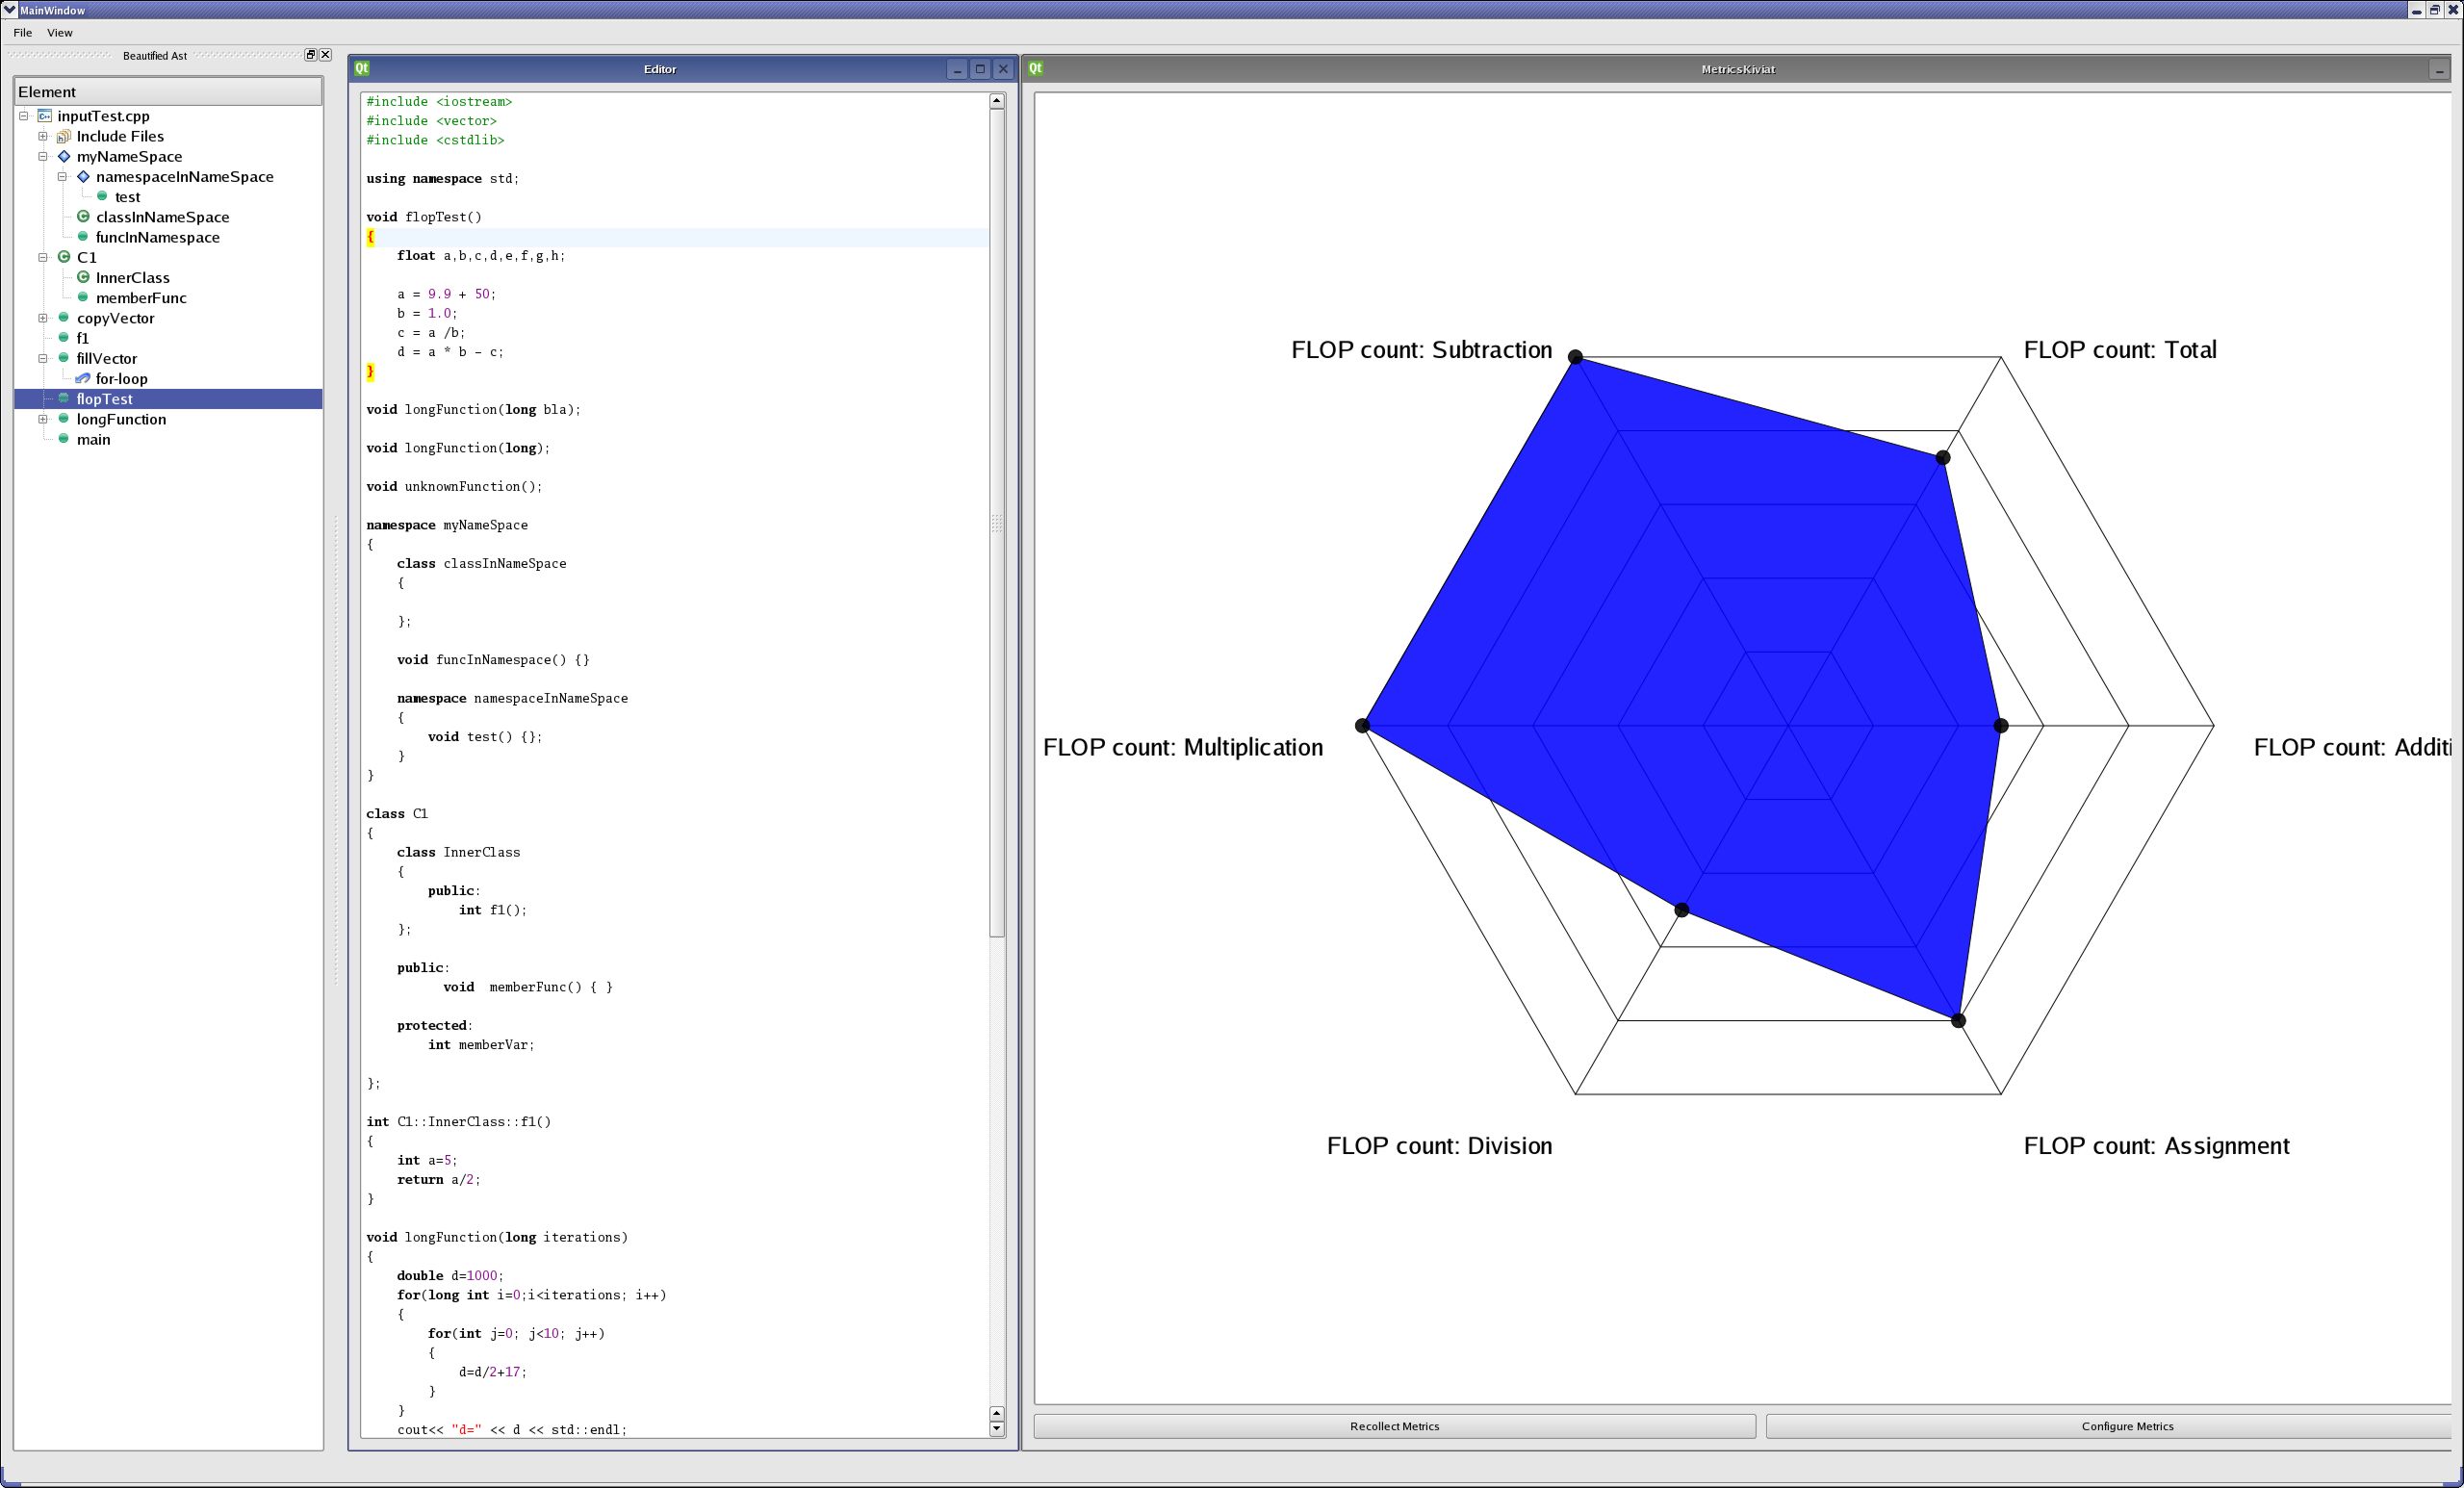 MainWindow
File View
Beautified Ast
Element
inputTest.cpp
Include Files
myNameSpace
namespaceInNameSpace
test
classInNameSpace
funcInNamespace
C1
InnerClass
memberFunc
copyVector
f1
fillVector
for-loop
flopTest
longFunction
main
Editor
#include <iostream>
#include <vector>
#include <cstdlib>
using namespace std;
void flopTest()
{
float a,b,c,d,e,f,g,h;
a = 9.9 + 50;
b = 1.0;
c = a /b;
d = a * b - c;
}
void longFunction(long bla);
void longFunction(long);
void unknownFunction();
namespace myNameSpace
{
class classInNameSpace
{
};
void funcInNamespace() {}
namespace namespaceInNameSpace
{
void test() {};
}
}
class C1
{
class InnerClass
{
public:
int f1();
};
public:
void  memberFunc() { }
protected:
int memberVar;
};
int C1::InnerClass::f1()
{
int a=5;
return a/2;
}
void longFunction(long iterations)
{
double d=1000;
for(long int i=0;i<iterations; i++)
{
for(int j=0; j<10; j++)
{
d=d/2+17;
}
}
cout<< "d=" << d << std::endl;
MetricsKiviat
FLOP count: Subtraction
FLOP count: Total
FLOP count: Multiplication
FLOP count: Additi
FLOP count: Division
FLOP count: Assignment
Recollect Metrics
Configure Metrics